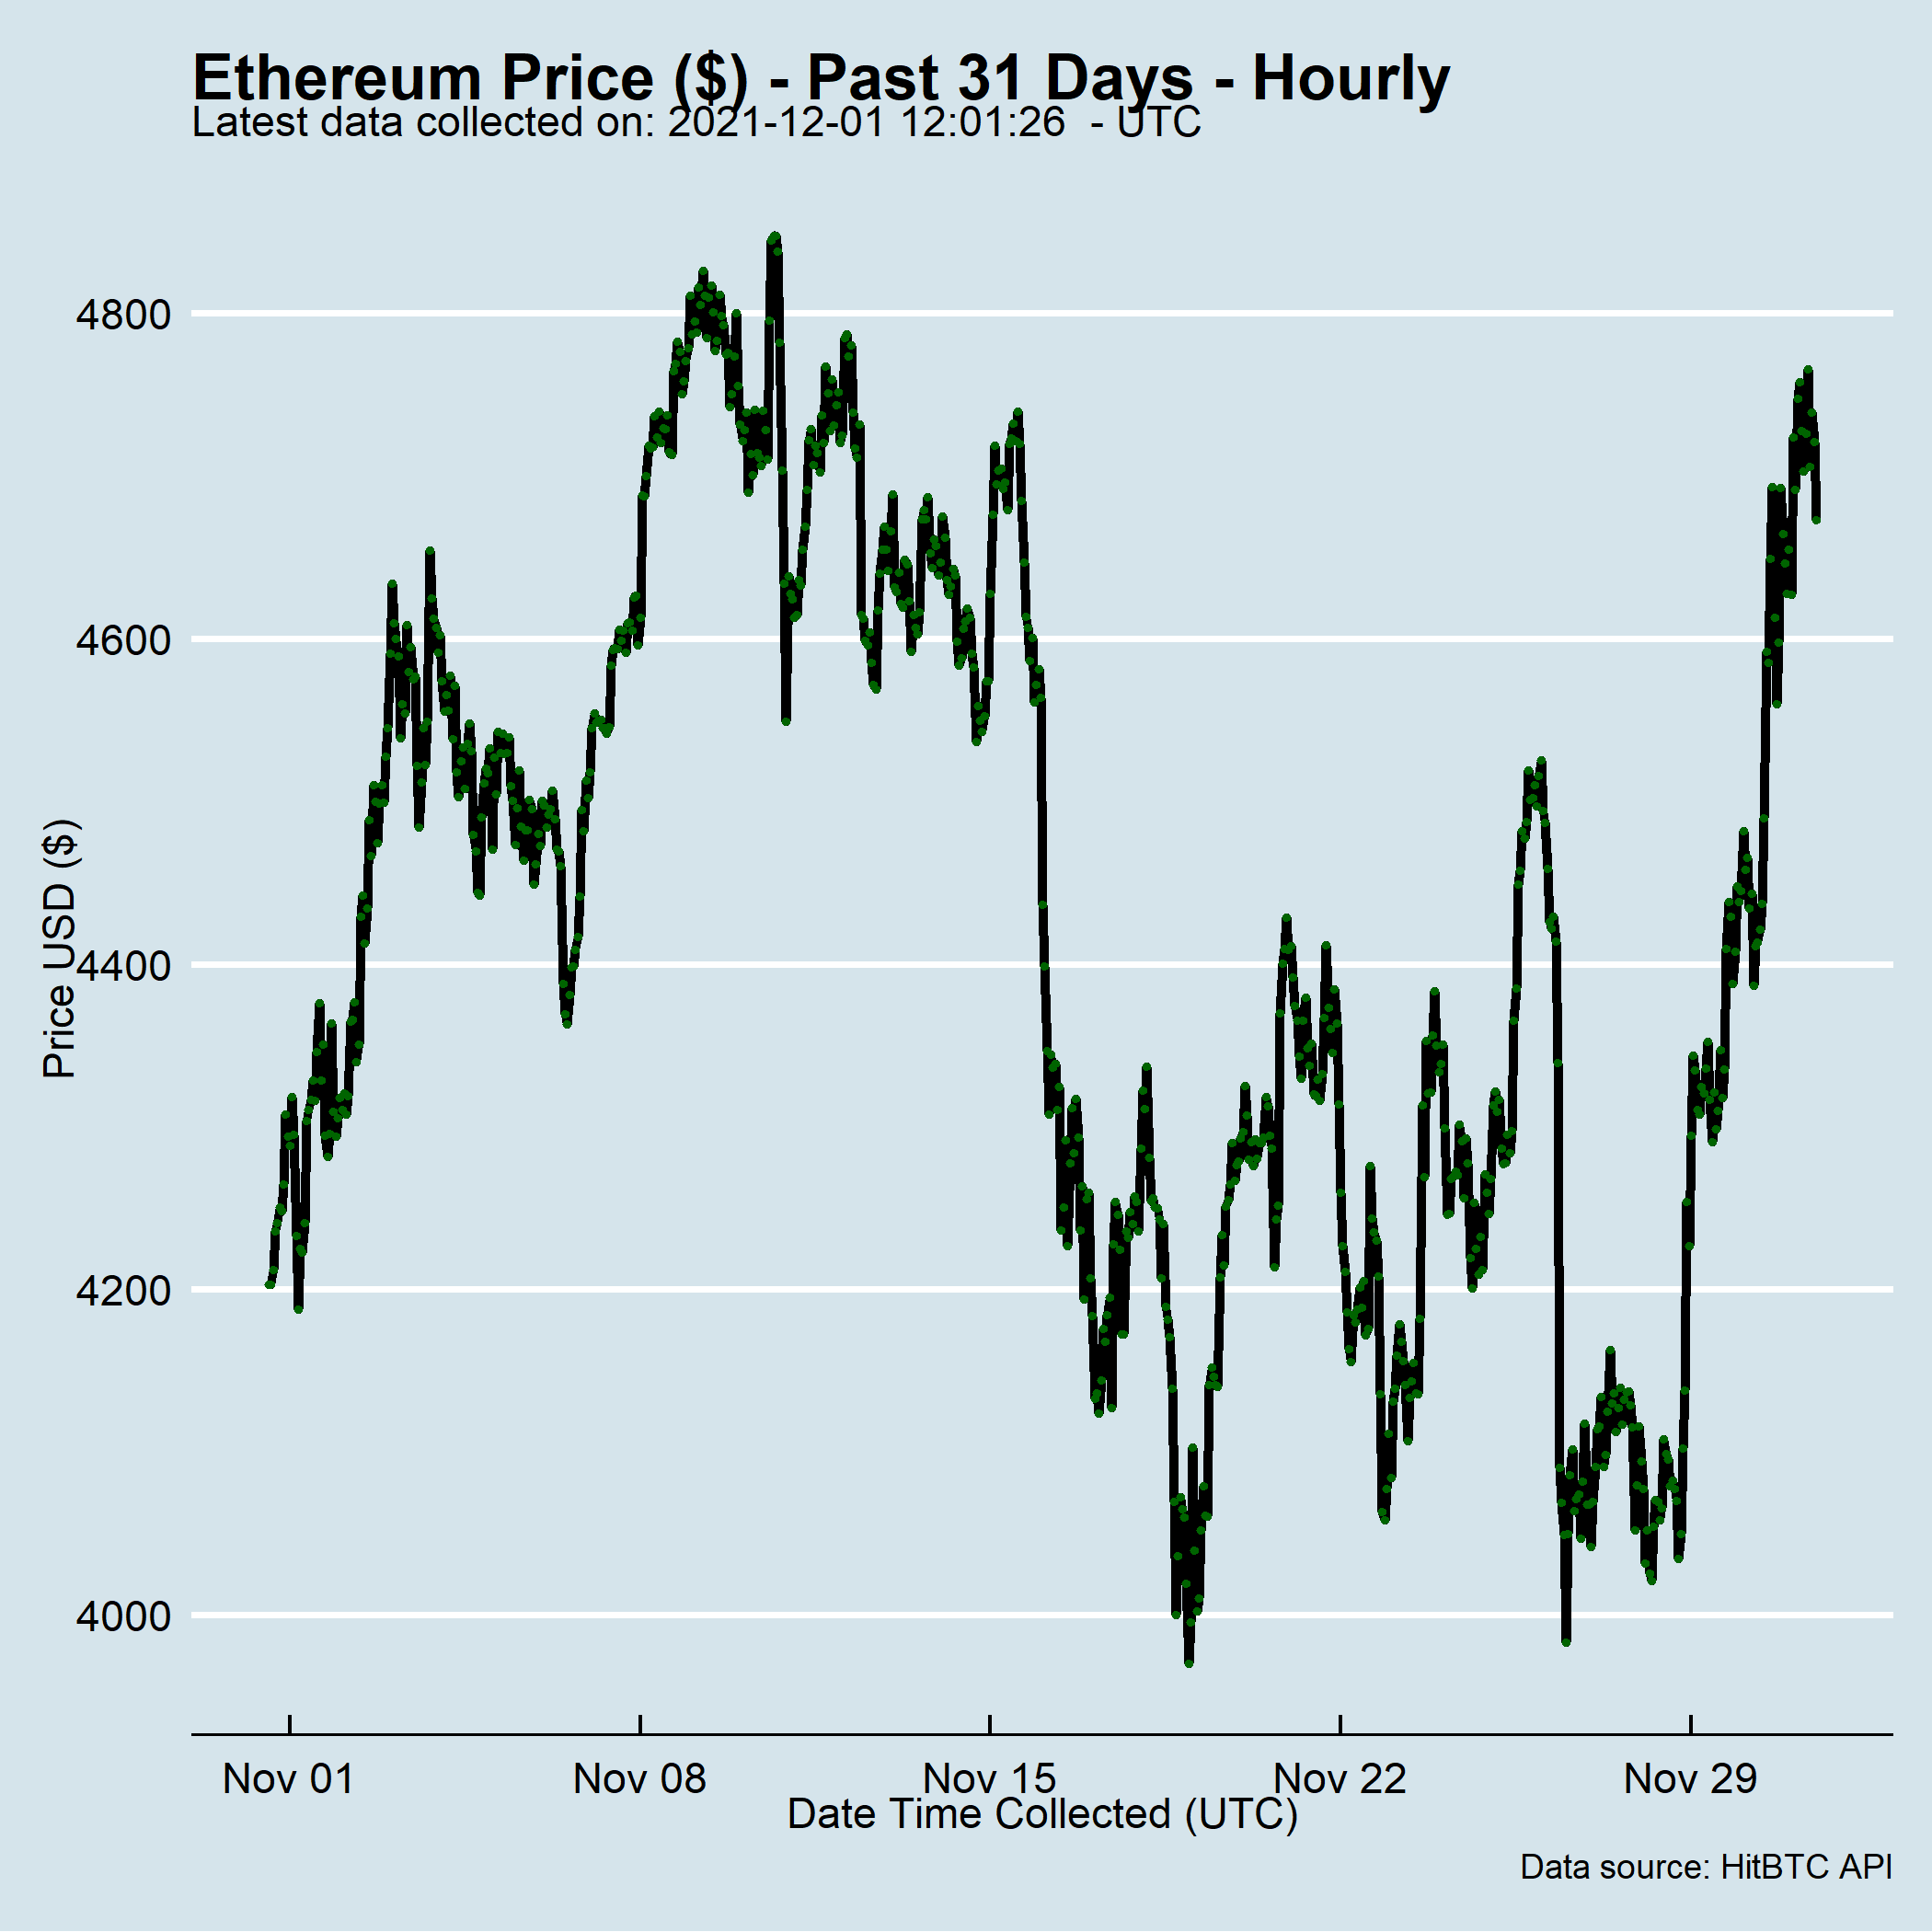 Ethereum Price ($) - Past 31 Days - Hourly
Latest data collected on: 2021-12-01 12:01:26  - UTC
Price USD ($)
4800
4600
4400
4200
4000
Nov 01 Nov 08 Nov 15 Nov 22 Nov 29
Date Time Collected (UTC)
Data source: HitBTC API